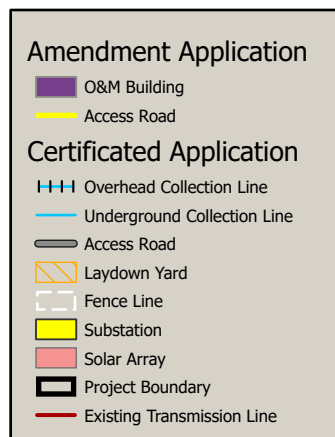 Amendment Application
O&M Building
Access Road
Certificated Application
Overhead Collection Line
Underground Collection Line
Access Road
Laydown Yard
Fence Line
Substation
Solar Array
Project Boundary
Existing Transmission Line